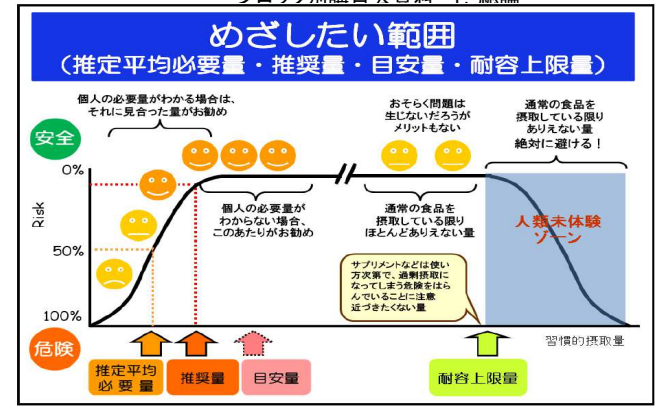 めざしたい範囲
(推定平均必要量・推奨量・目安量・耐容上限量)
個人の必要量がわかる場合は、
それに見合った量がお勧め
おそらく問題は
生じないだろうが
メリットもない
通常の食品を
摂取している限り
ありえない量
絶対に避ける!
安全
0%
Risk
50%
100%
危険
個人の必要量が
わからない場合、
このあたりがお勧め
通常の食品を
摂取している限り
ほとんどありえない量
人類未体験
ゾーン
サプリメントなどは使い
方次第で、過剰摂取に
なってしまう危険をはら
んでいることに注意
近づきたくない量
習慣的摂取量
推定平均
必要量
推奨量
目安量
耐容上限量